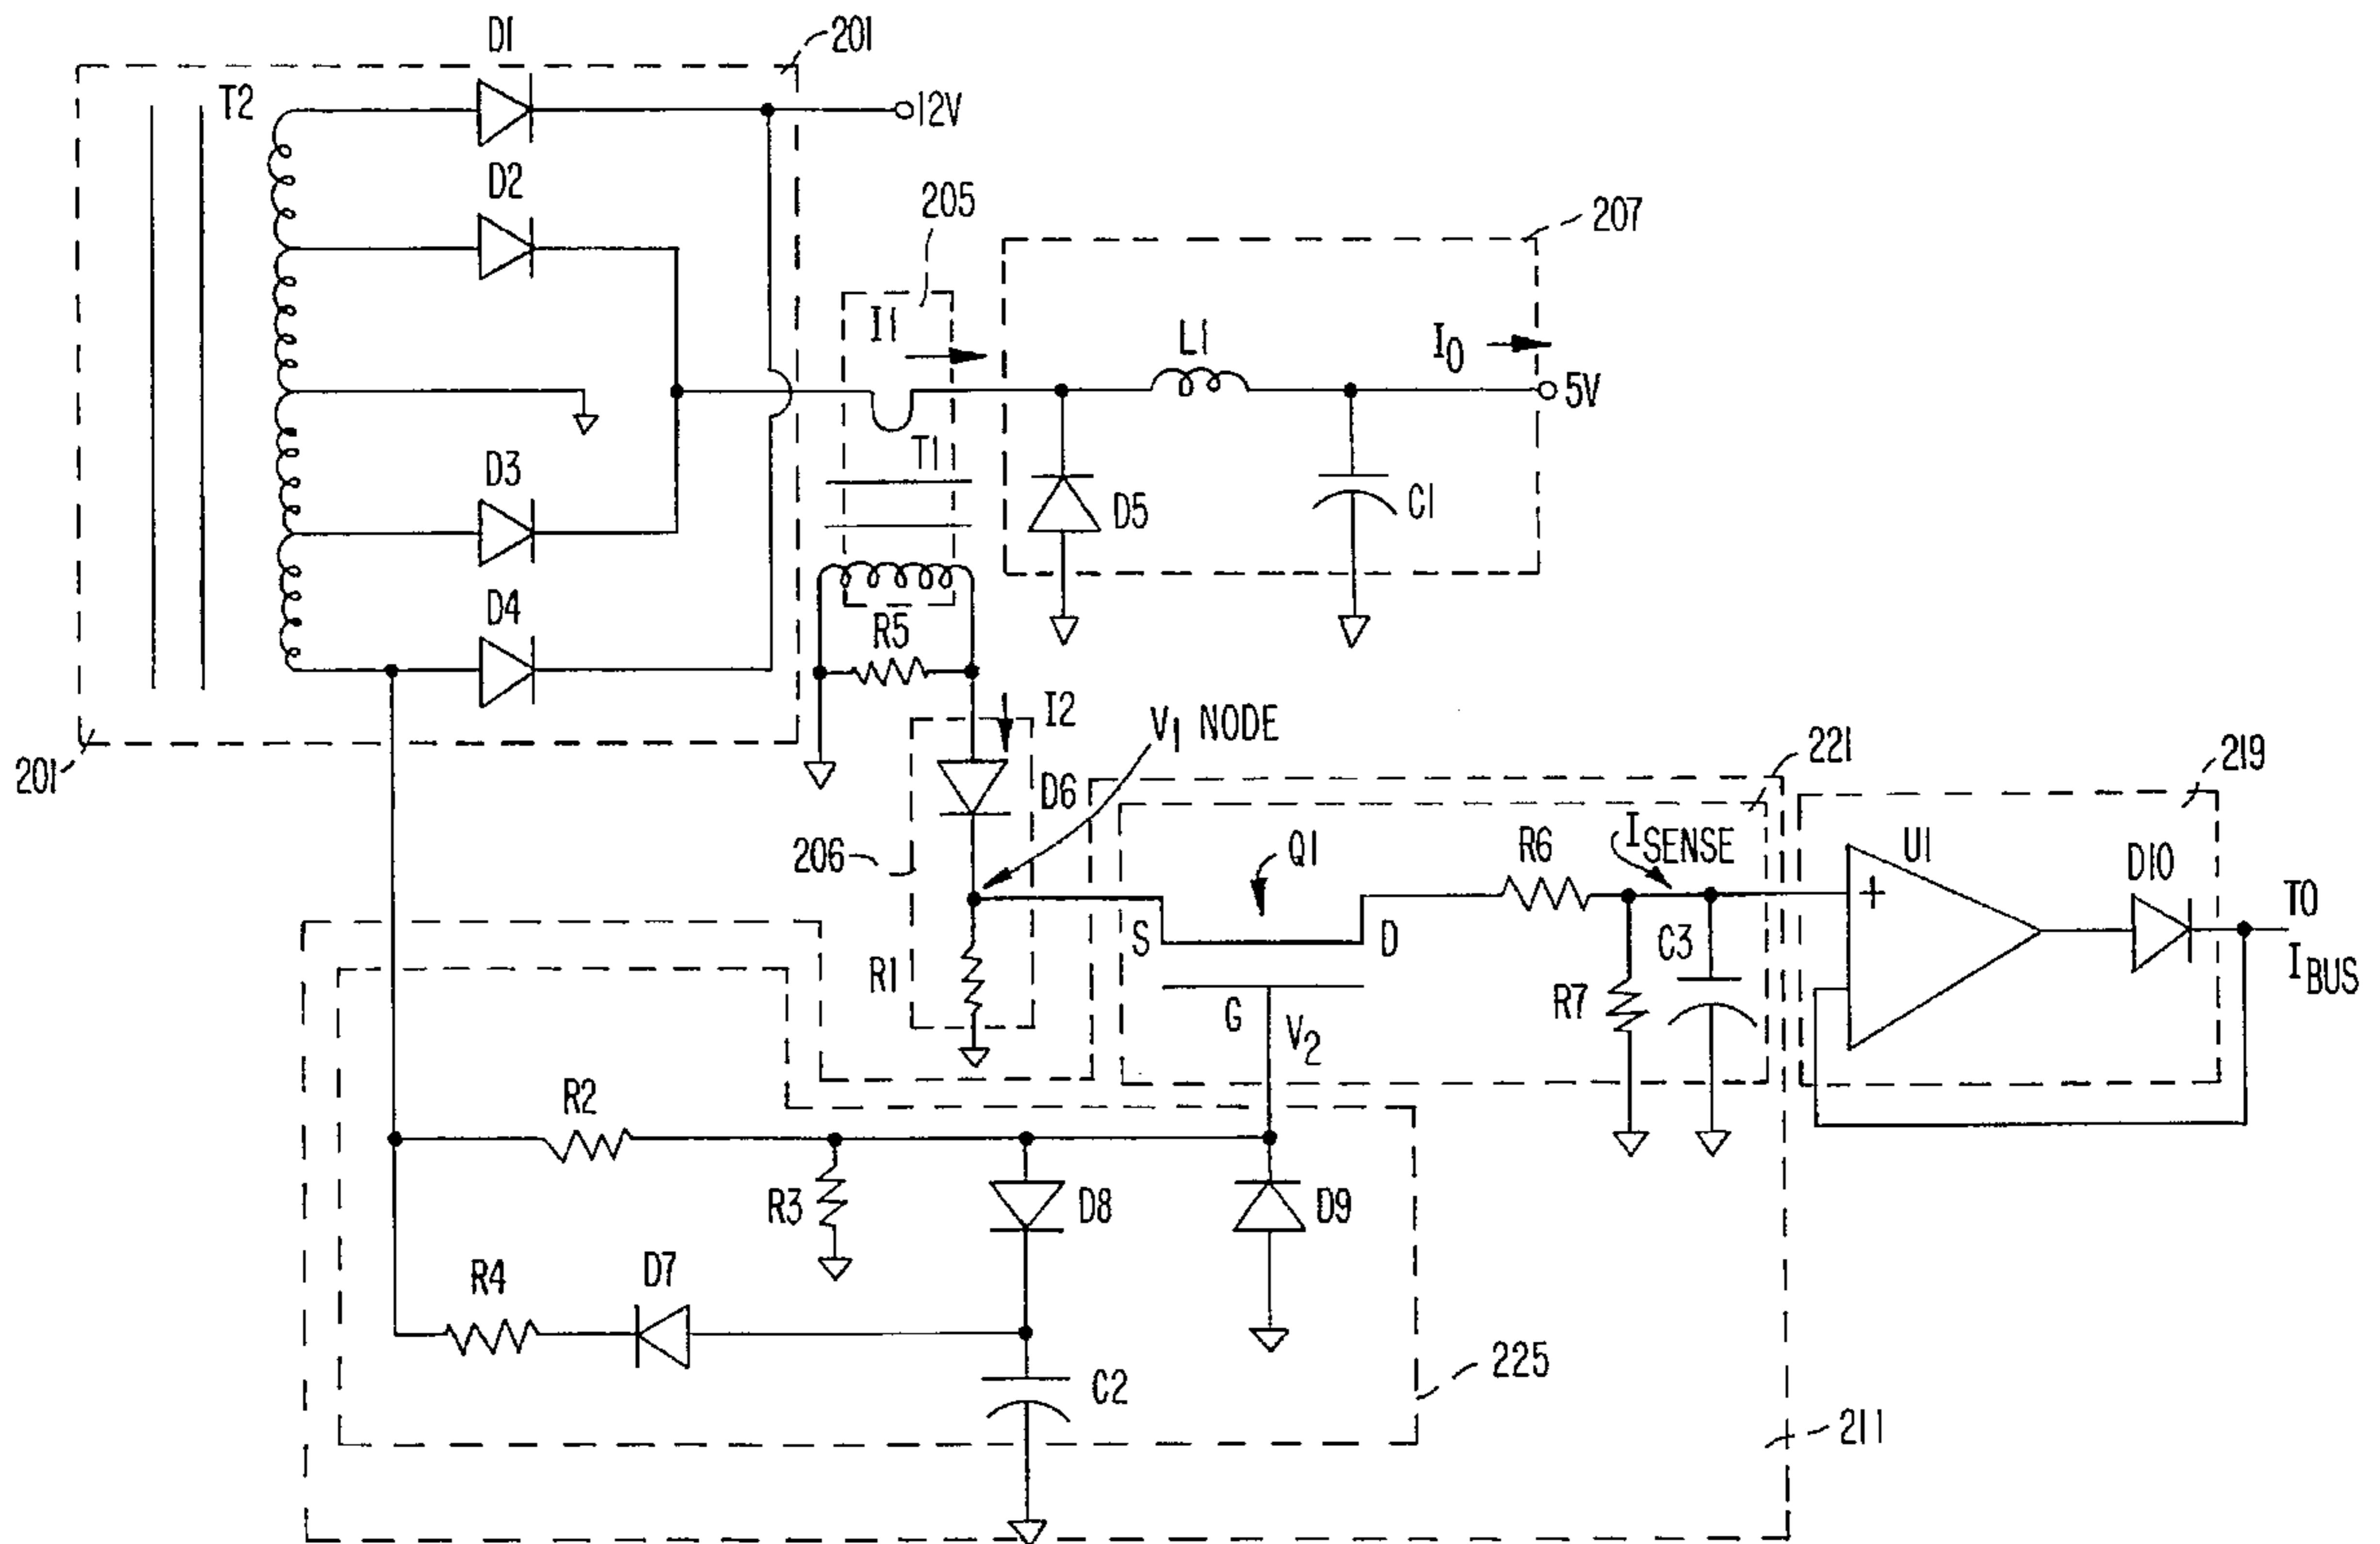 D1
201
T2
12V
D2
205
207
I1
L1
I0
5V
T1
D3
D5
C1
D4
R5
I2
V1 NODE
201
221
219
D6
206
Q1
R6
ISENSE
U1
D10
TO
IBUS
+
S
D
C3
R1
R7
G
V2
R2
R3
D8
D9
R4
D7
C2
225
211